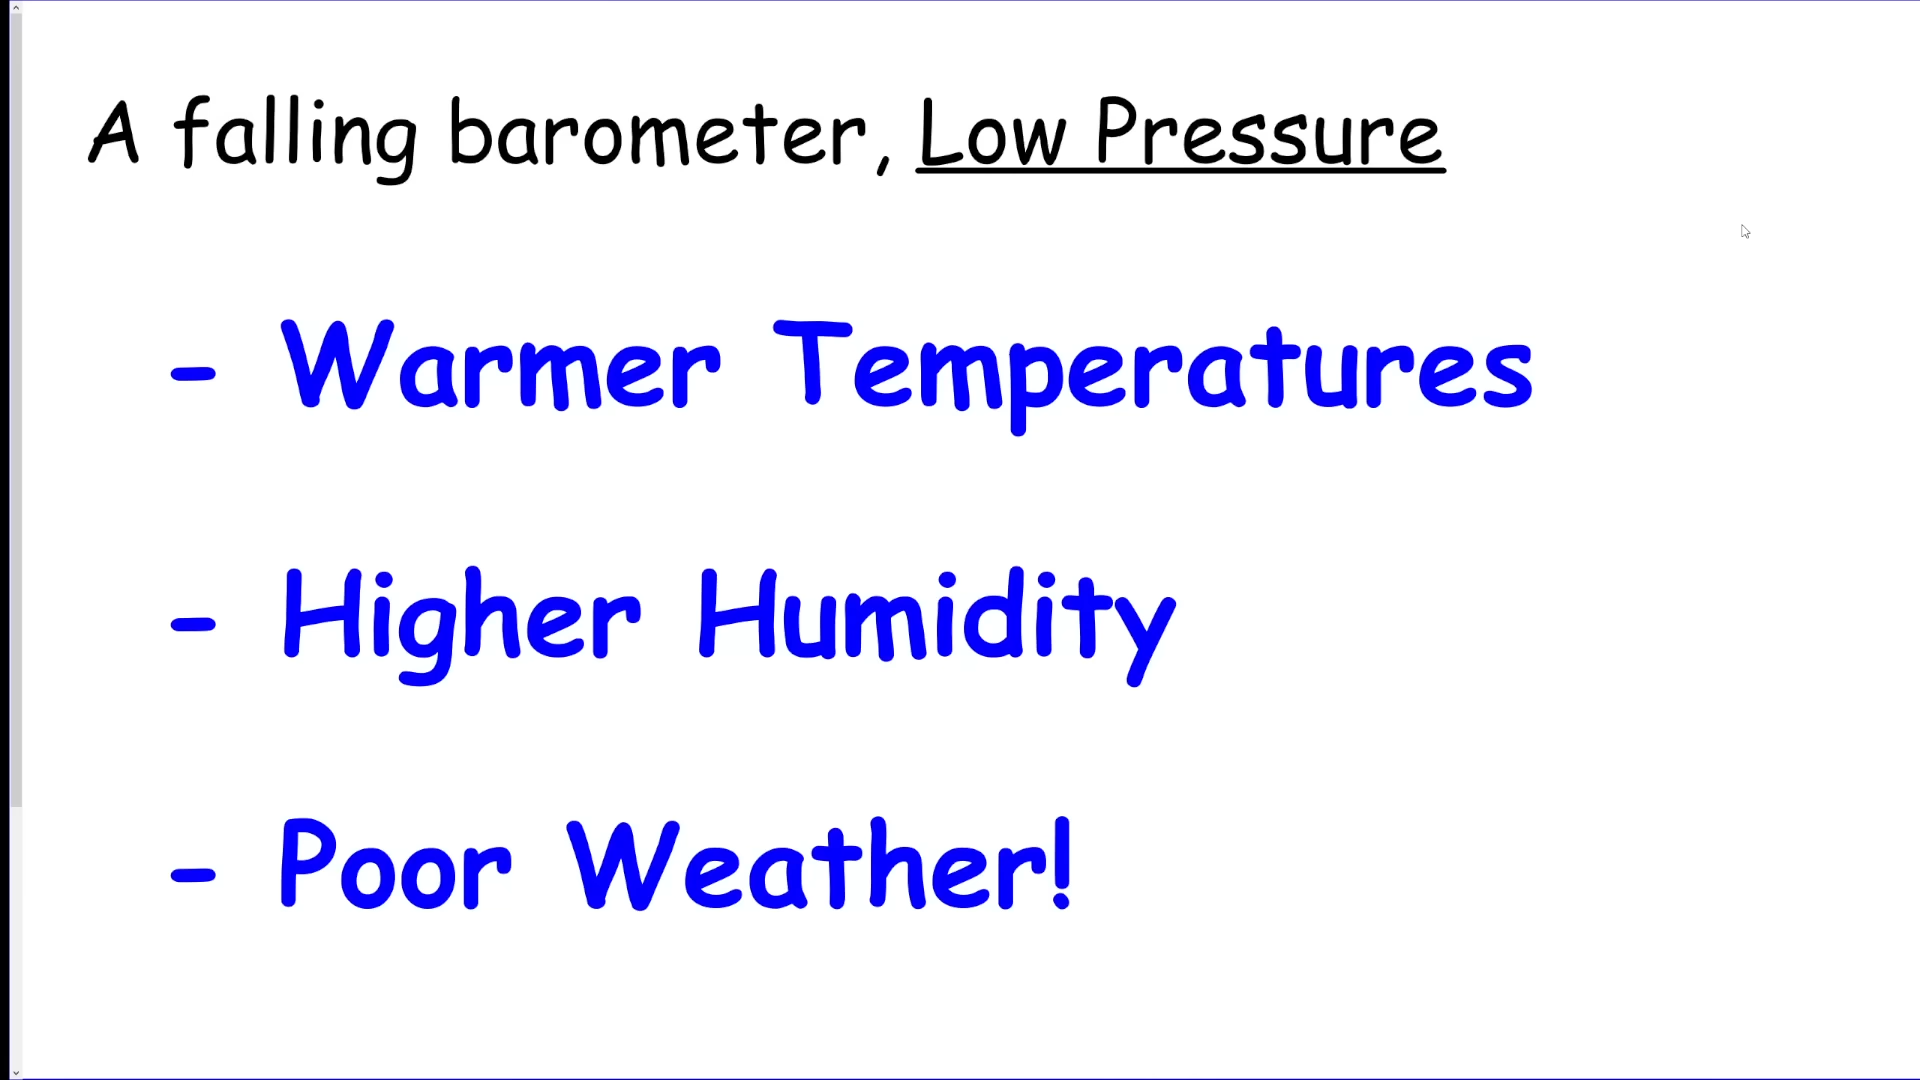 A falling barometer, Low Pressure
- Warmer Temperatures
- Higher Humidity
- Poor Weather!